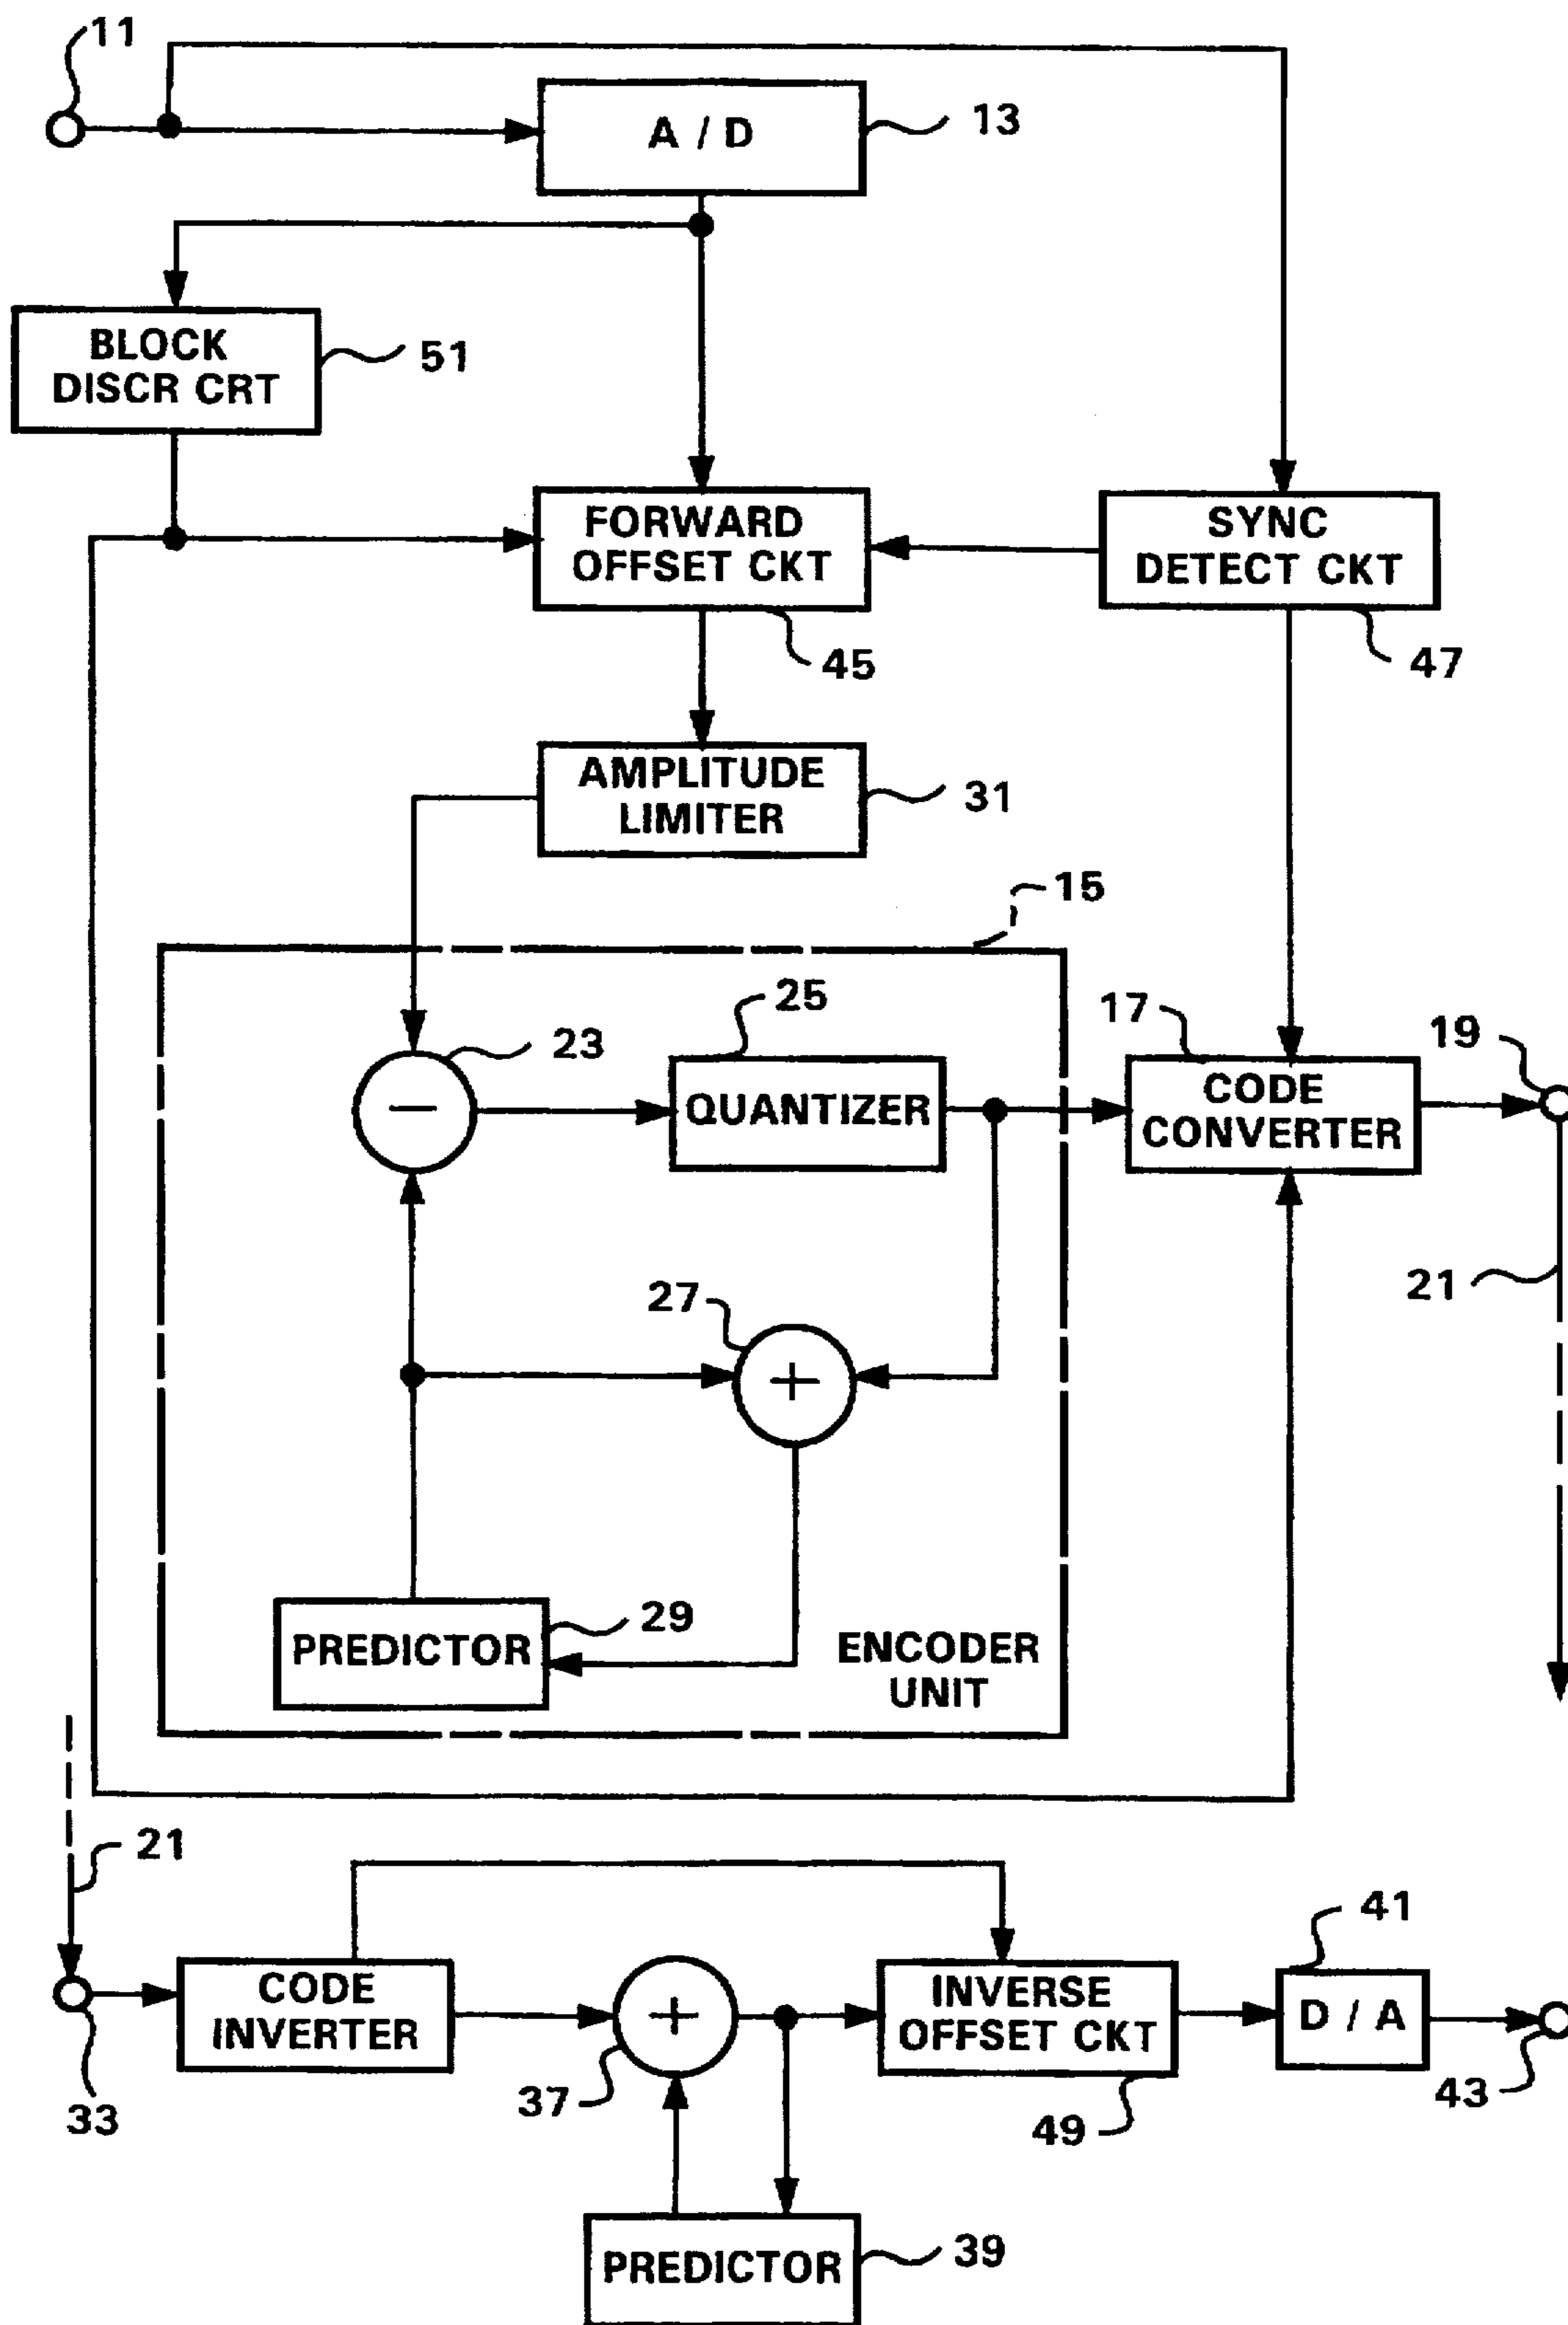 11
A / D
13
BLOCK
DISCR CRT
51
FORWARD
OFFSET CKT
45
SYNC
DETECT CKT
47
AMPLITUDE
LIMITER
31
15
23
25
QUANTIZER
17
CODE
CONVERTER
19
21
27
PREDICTOR
29
ENCODER
UNIT
21
33
CODE
INVERTER
37
INVERSE
OFFSET CKT
49
41
D / A
43
PREDICTOR
39